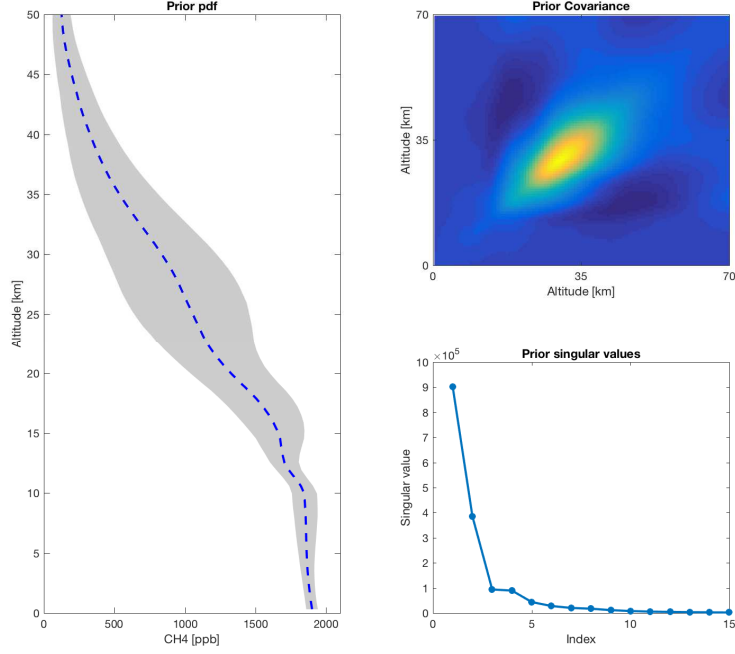 Prior pdf
50
45
40
35
30
25
20
15
10
5
0
Altitude [km]
0 500 1000 1500 2000
CH4 [ppb]
Prior Covariance
70
35
0
Altitude [km]
0 35 70
Altitude [km]
Prior singular values
×10^5
10
9
8
7
6
5
4
3
2
1
0
Singular value
0 5 10 15
Index